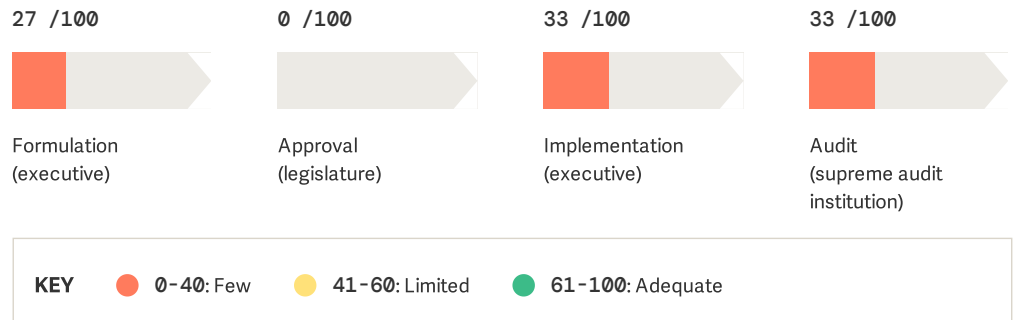 27 /100
0 /100
33 /100
33 /100
Formulation
(executive)
Approval
(legislature)
Implementation
(executive)
Audit
(supreme audit
institution)
KEY
0-40: Few
41-60: Limited
61-100: Adequate